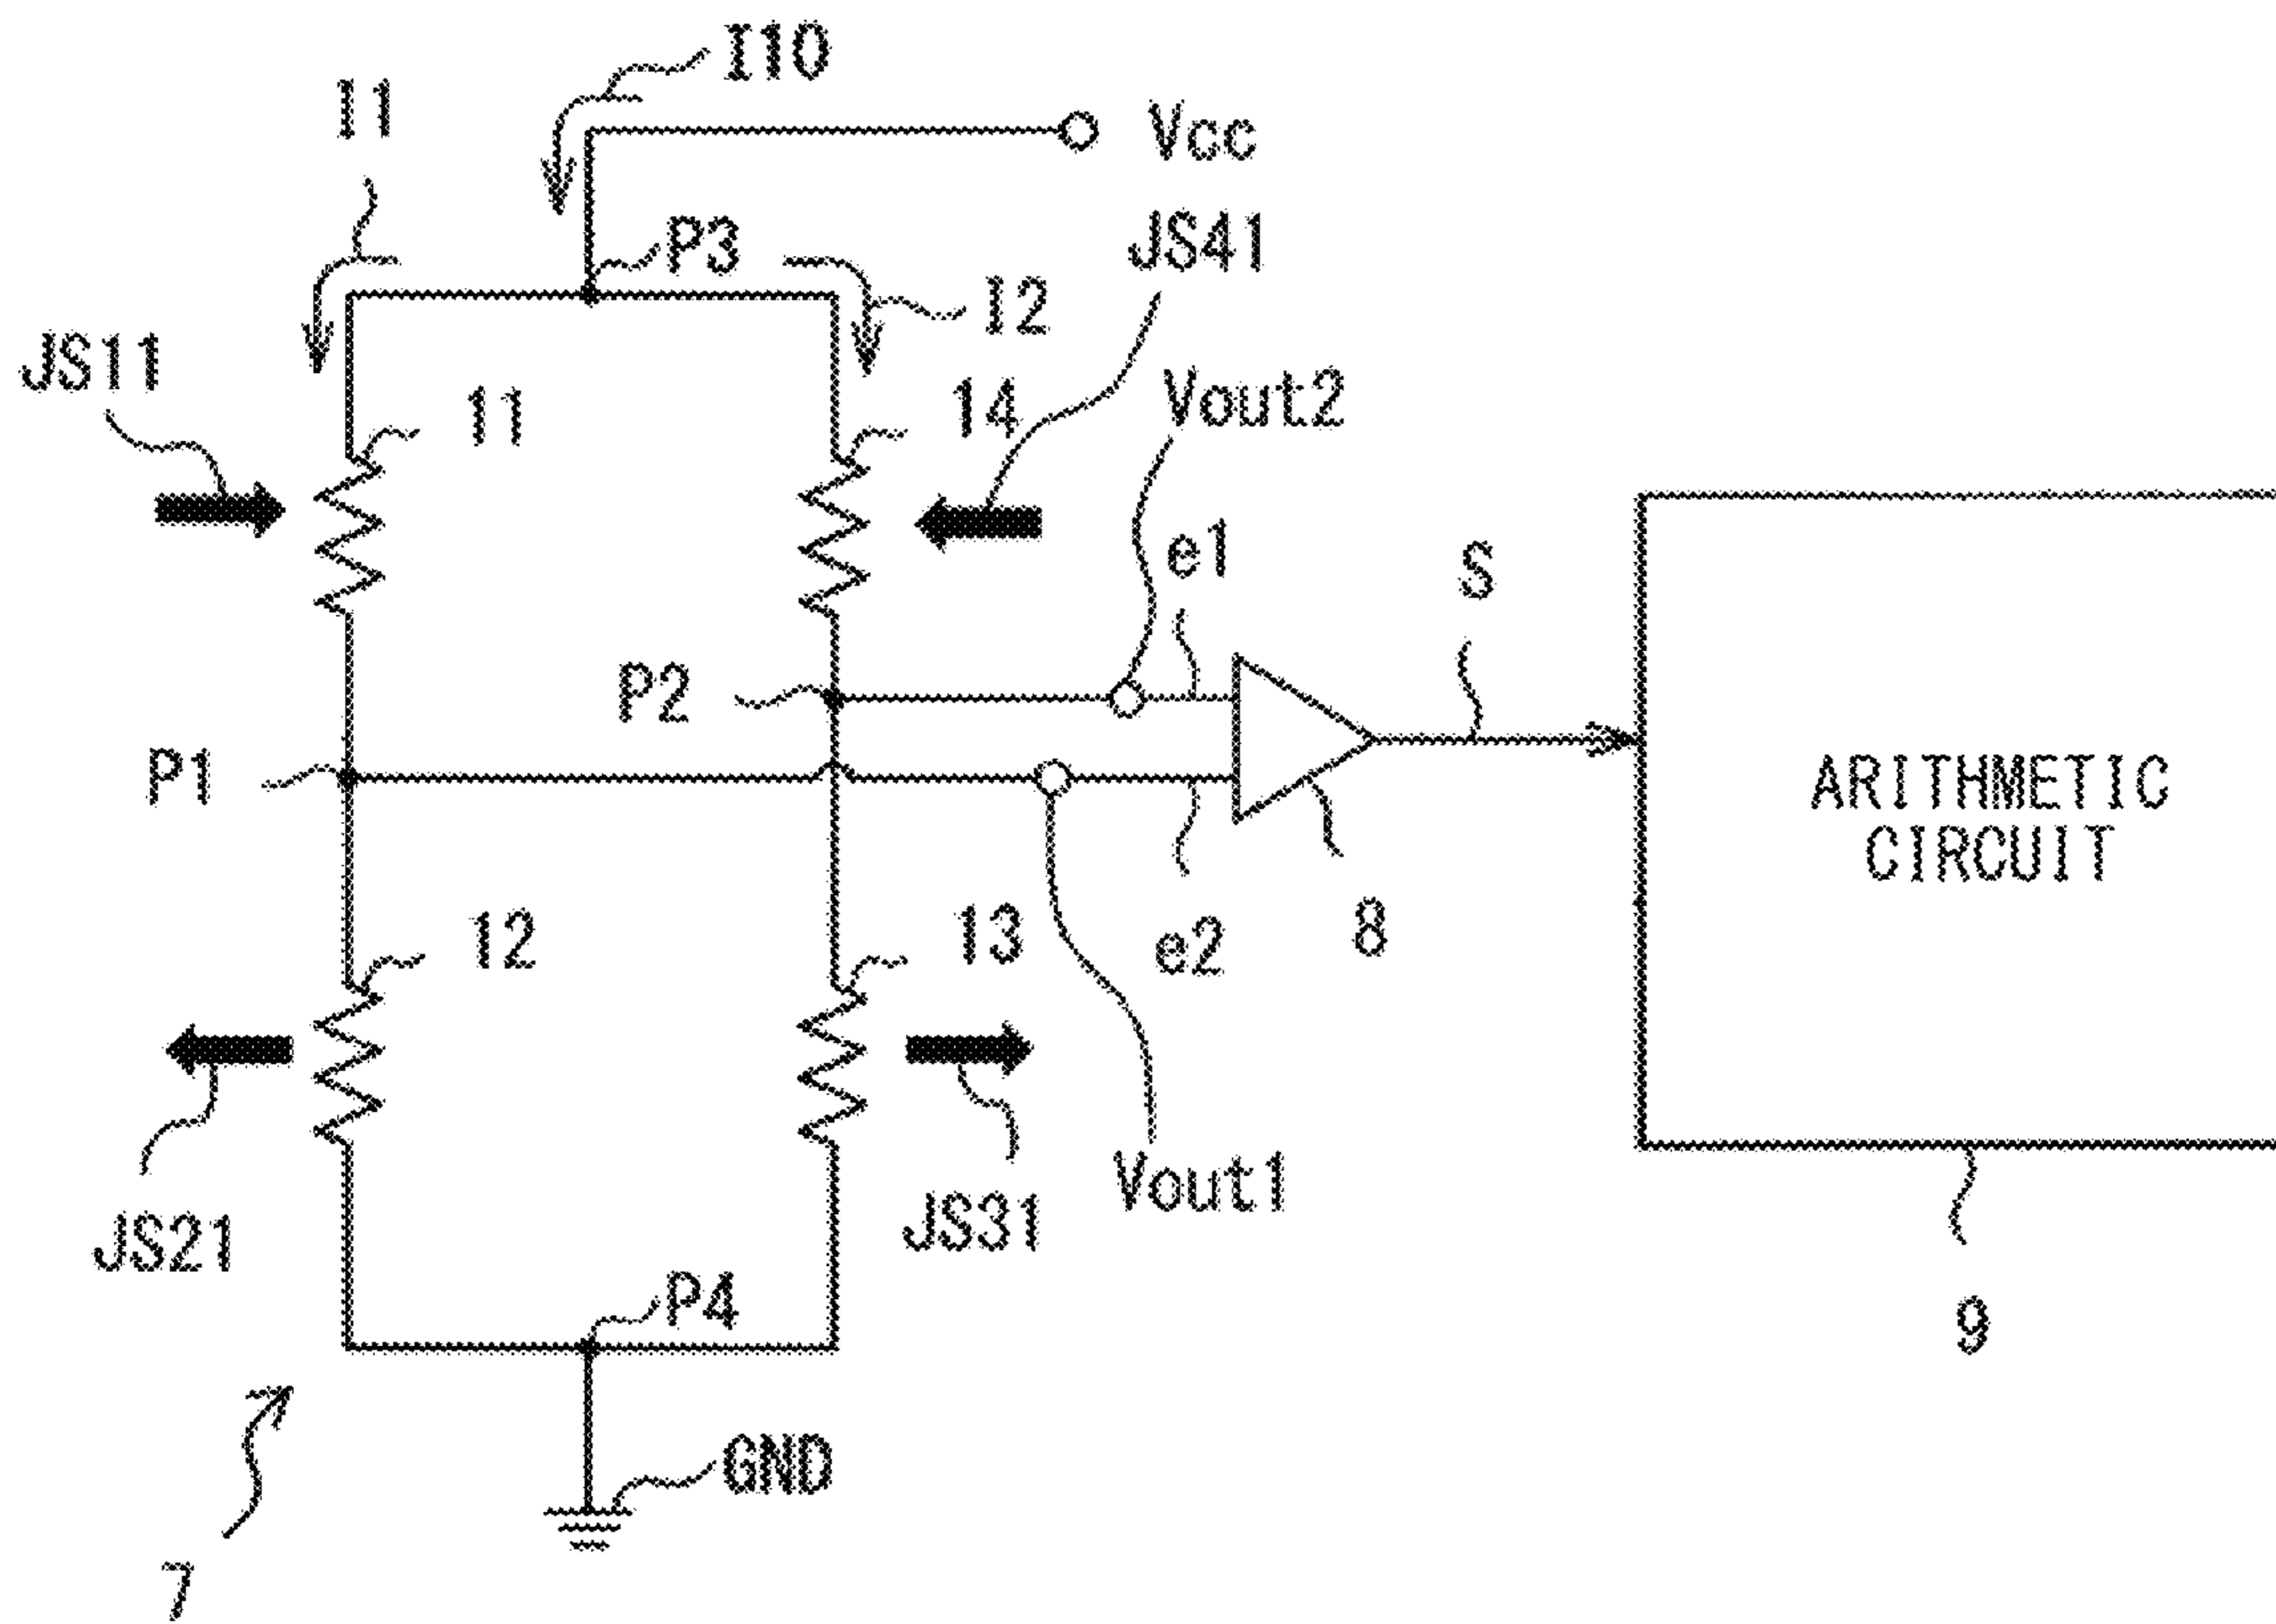 I10
I1
Vcc
P3
JS41
I2
JS11
11
14
Vout2
e1
S
P2
P1
ARITHMETIC
CIRCUIT
12
13
e2
8
Vout1
JS21
JS31
P4
9
GND
7